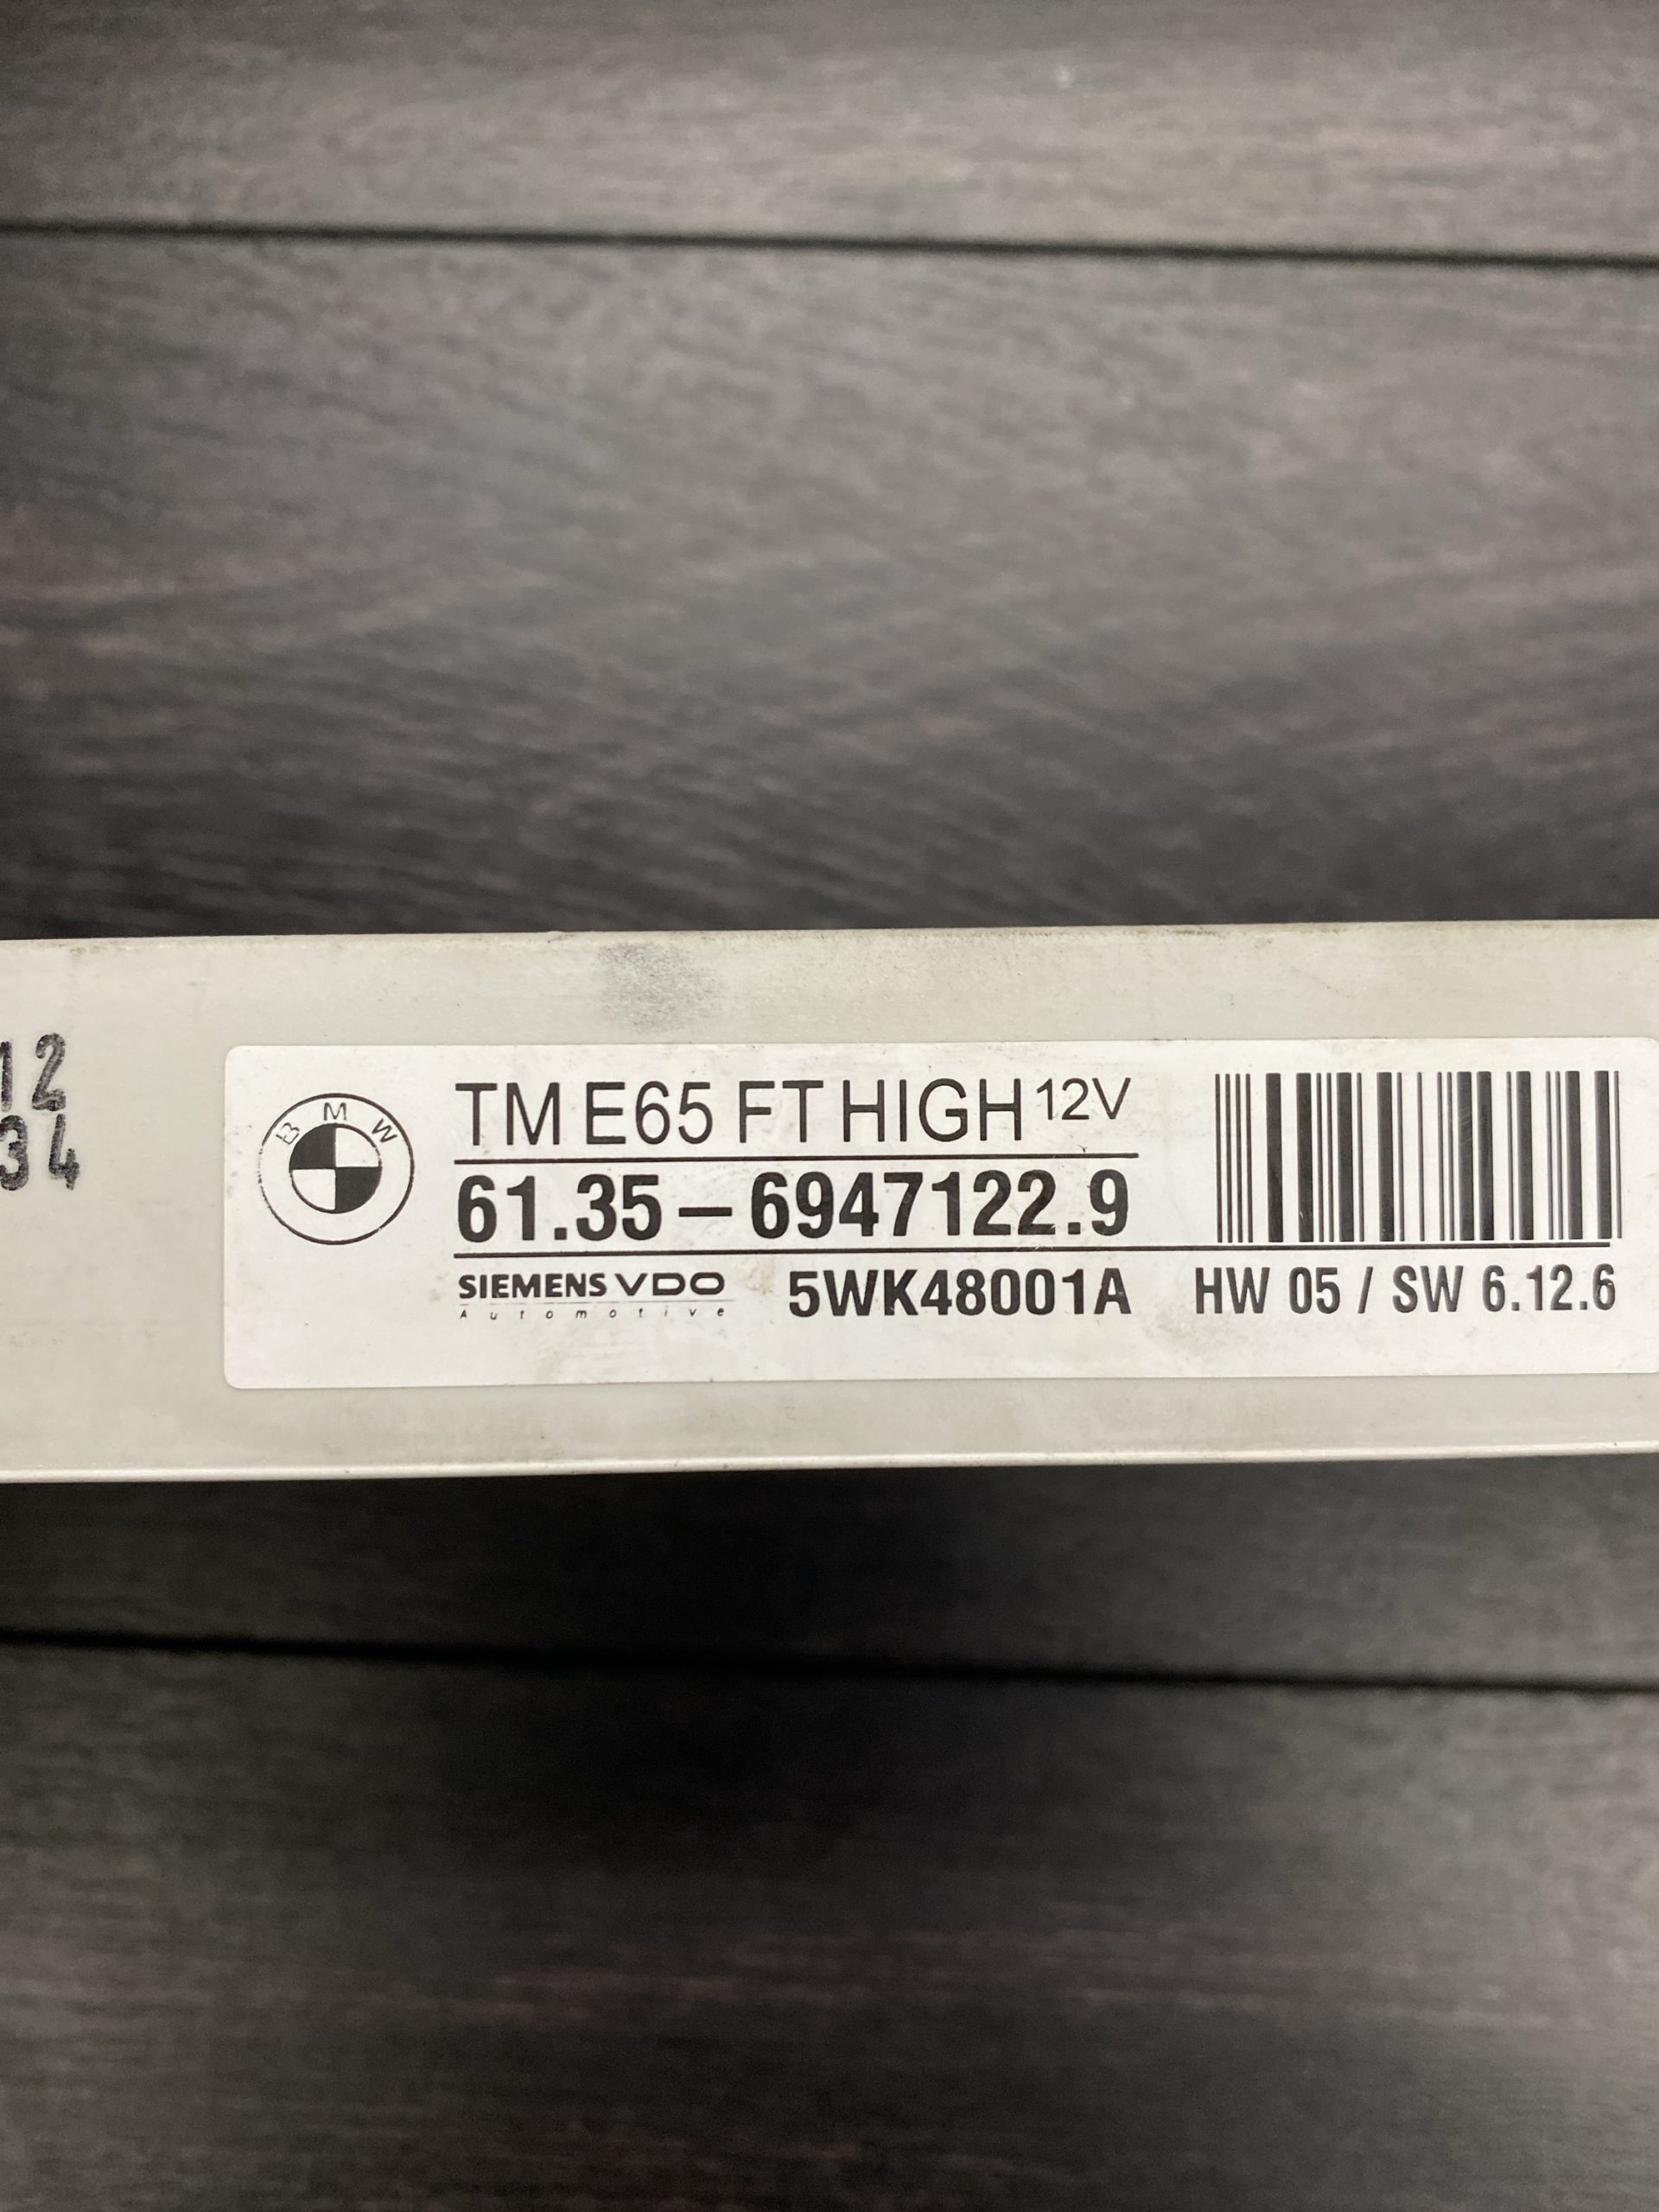 12
34
BMW
TM E65 FT HIGH 12V
61.35 – 6947122.9
SIEMENS VDO
Automotive
5WK48001A
HW 05 / SW 6.12.6